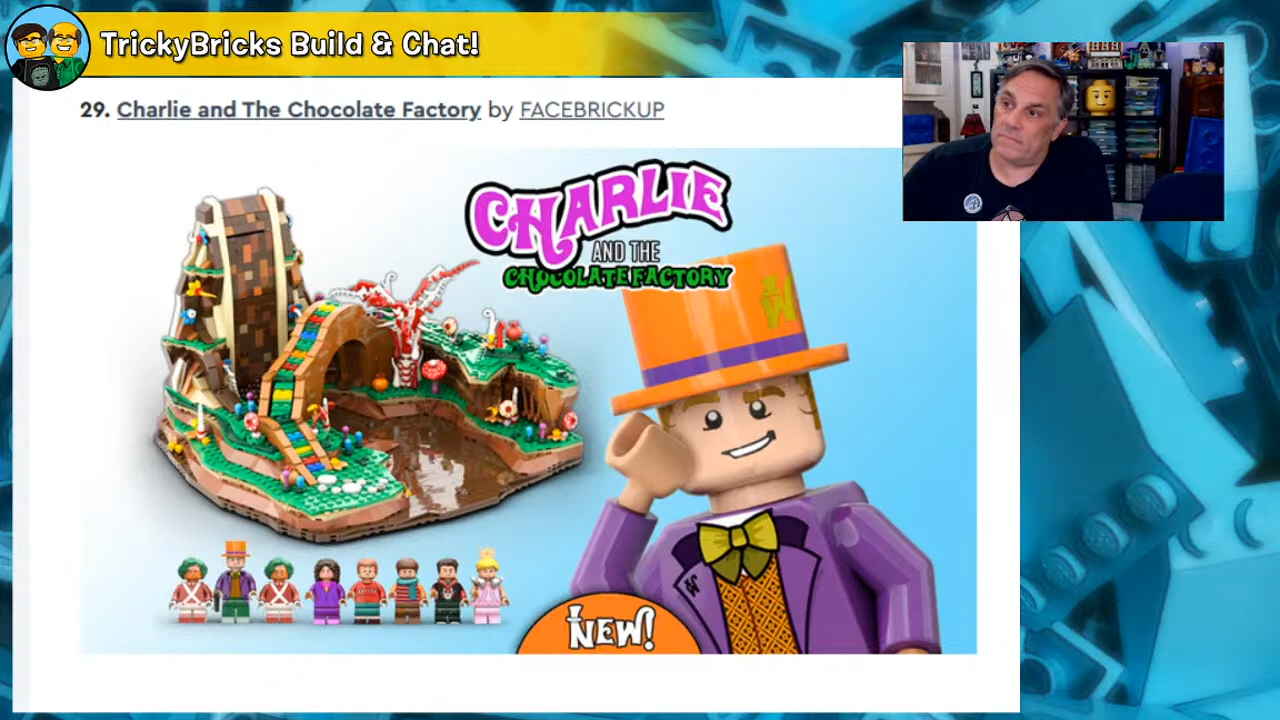 TrickyBricks Build & Chat!
29. Charlie and The Chocolate Factory by FACEBRICKUP
CHARLIE
AND THE
CHOCOLATE FACTORY
W
NEW!